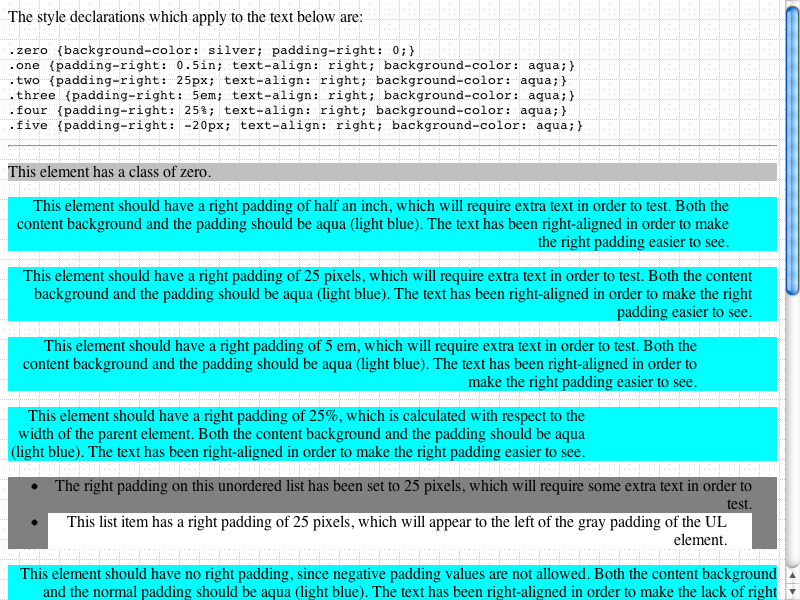 The style declarations which apply to the text below are:
.zero {background-color: silver; padding-right: 0;}
.one {padding-right: 0.5in; text-align: right; background-color: aqua;}
.two {padding-right: 25px; text-align: right; background-color: aqua;}
.three {padding-right: 5em; text-align: right; background-color: aqua;}
.four {padding-right: 25%; text-align: right; background-color: aqua;}
.five {padding-right: -20px; text-align: right; background-color: aqua;}
This element has a class of zero.
This element should have a right padding of half an inch, which will require extra text in order to test. Both the
content background and the padding should be aqua (light blue). The text has been right-aligned in order to make
the right padding easier to see.
This element should have a right padding of 25 pixels, which will require extra text in order to test. Both the content
background and the padding should be aqua (light blue). The text has been right-aligned in order to make the right
padding easier to see.
This element should have a right padding of 5 em, which will require extra text in order to test. Both the
content background and the padding should be aqua (light blue). The text has been right-aligned in order to
make the right padding easier to see.
This element should have a right padding of 25%, which is calculated with respect to the
width of the parent element. Both the content background and the padding should be aqua
(light blue). The text has been right-aligned in order to make the right padding easier to see.
• The right padding on this unordered list has been set to 25 pixels, which will require some extra text in order to
test.
• This list item has a right padding of 25 pixels, which will appear to the left of the gray padding of the UL
element.
This element should have no right padding, since negative padding values are not allowed. Both the content background
and the normal padding should be aqua (light blue). The text has been right-aligned in order to make the lack of right